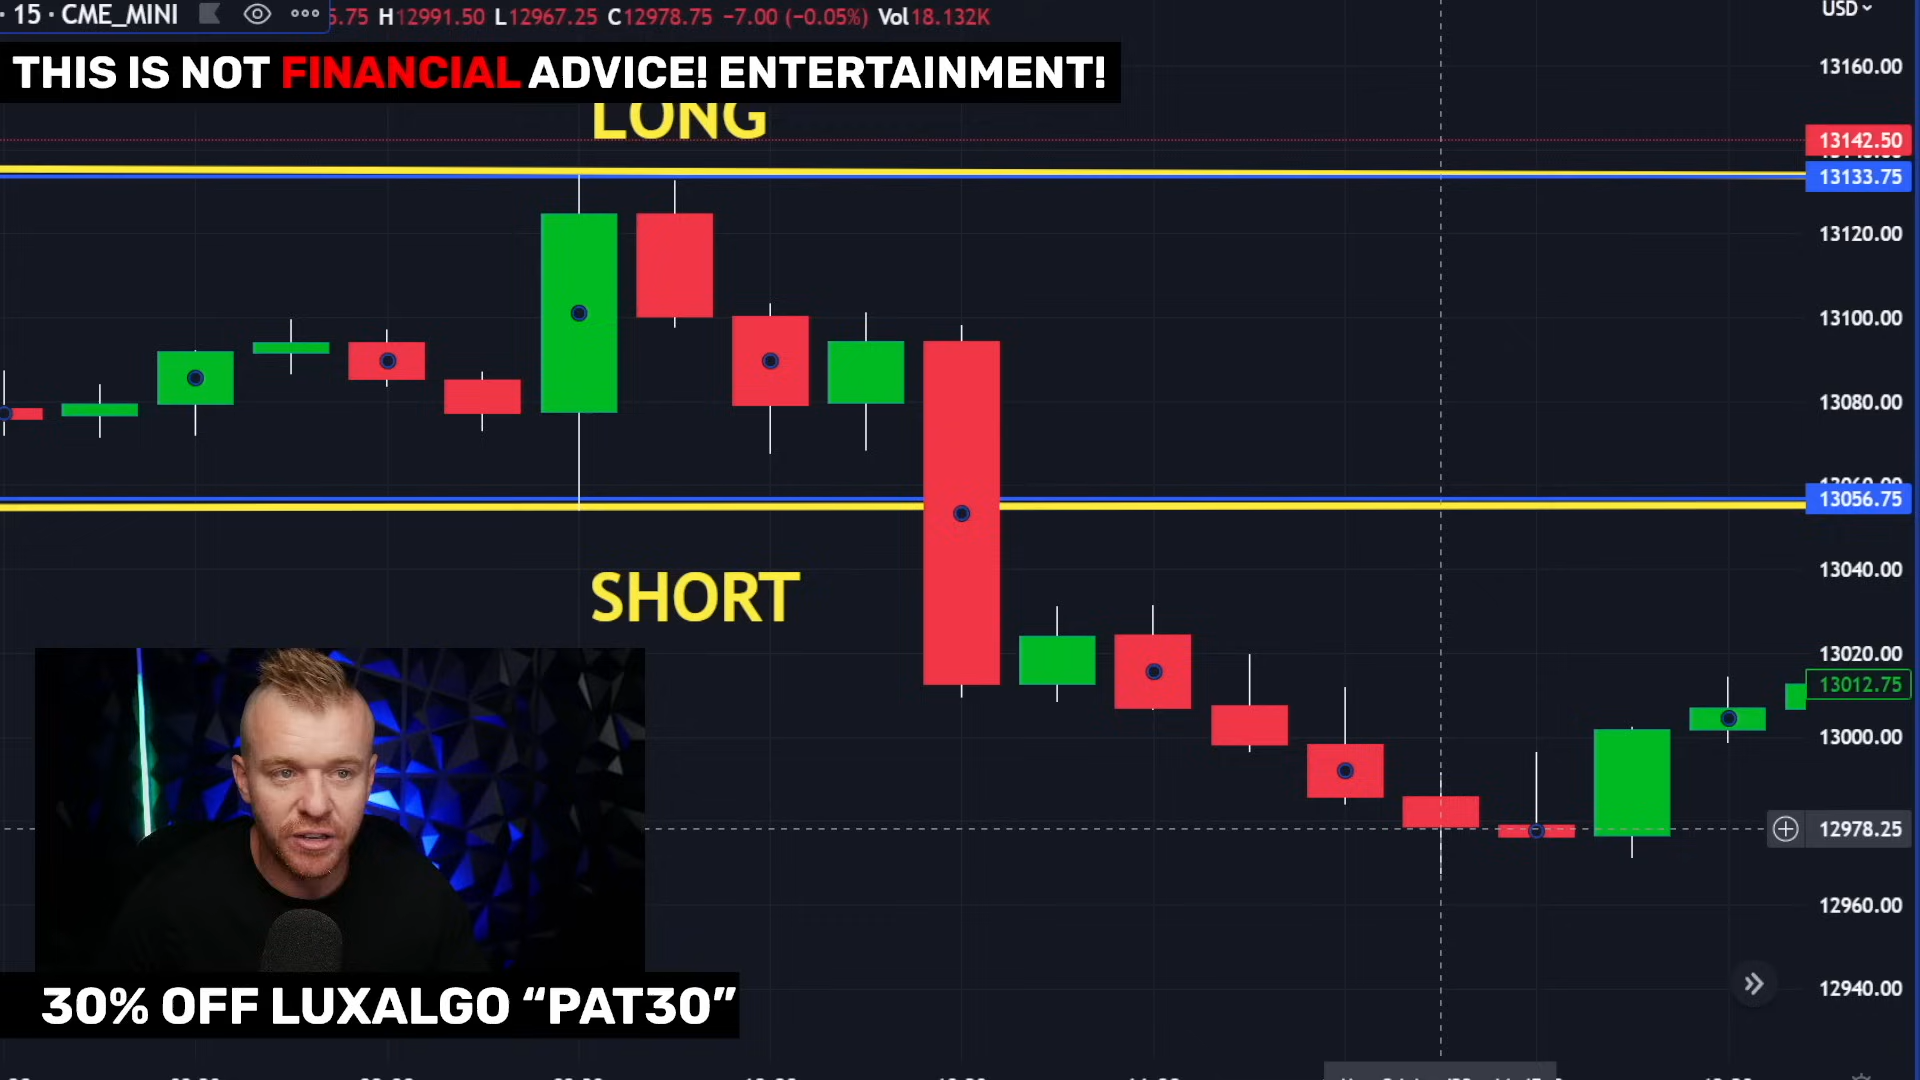 · 15 · CME_MINI 5.75 H12991.50 L12967.25 C12978.75 −7.00 (−0.05%) Vol18.132K
USD
THIS IS NOT FINANCIAL ADVICE! ENTERTAINMENT!
13160.00
LONG
13142.50
13133.75
13120.00
13100.00
13080.00
13056.75
13040.00
SHORT
13020.00
13012.75
13000.00
12978.25
12960.00
12940.00
30% OFF LUXALGO “PAT30”